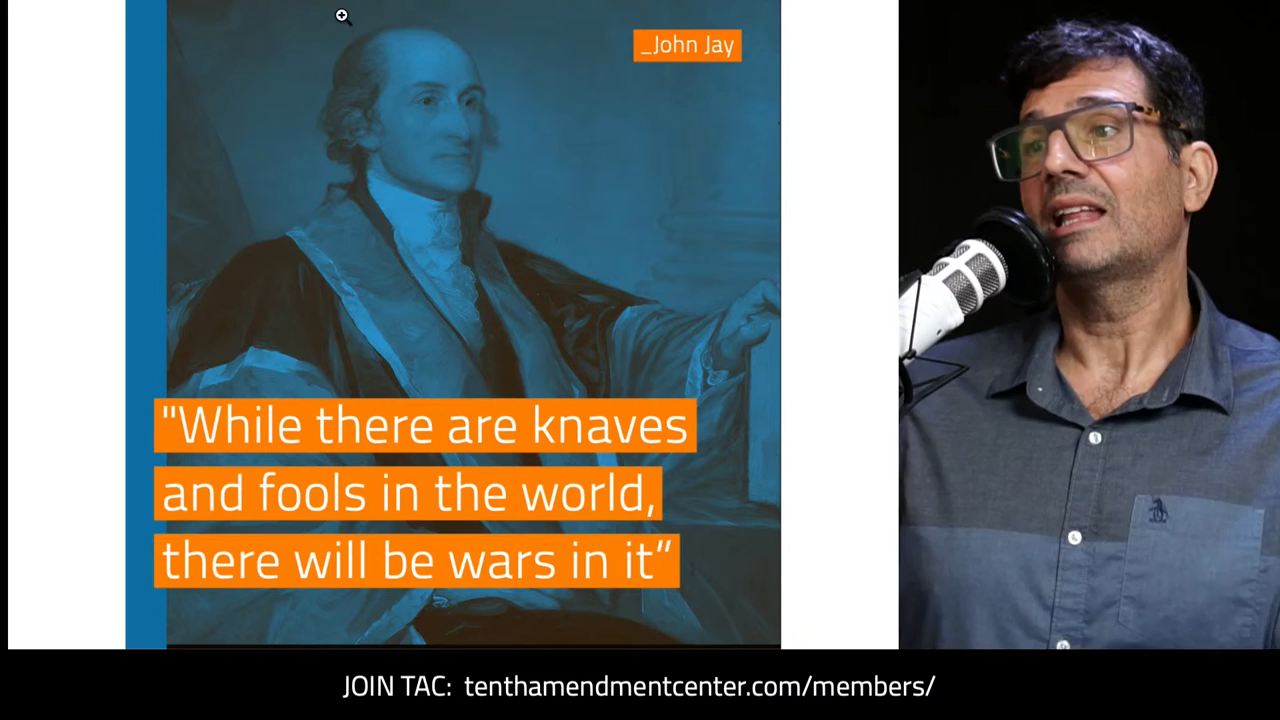 _John Jay
"While there are knaves
and fools in the world,
there will be wars in it”
JOIN TAC: tenthamendmentcenter.com/members/